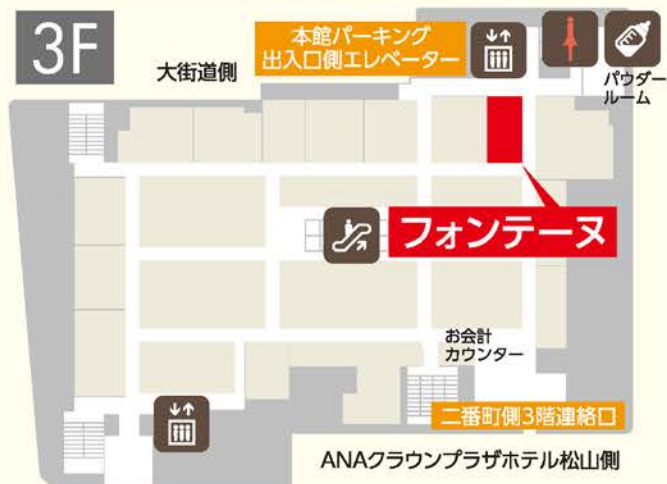 3F
大街道側
本館パーキング
出入口側エレベーター
パウダー
ルーム
フォンテーヌ
お会計
カウンター
二番町側3階連絡口
ANAクラウンプラザホテル松山側